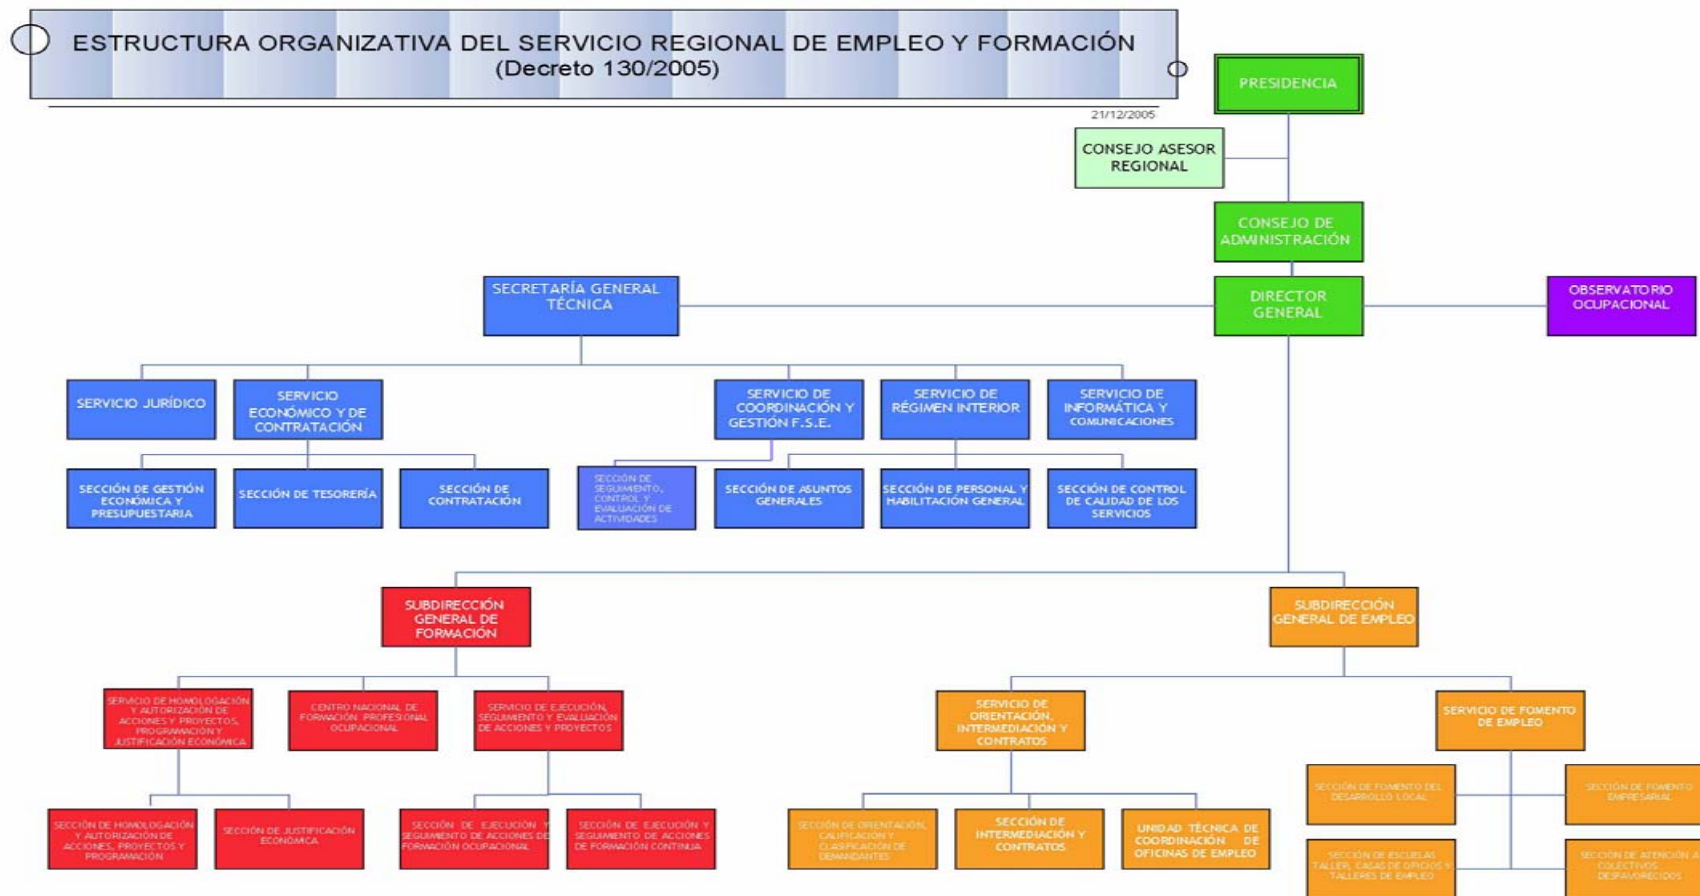 ESTRUCTURA ORGANIZATIVA DEL SERVICIO REGIONAL DE EMPLEO Y FORMACIÓN
(Decreto 130/2005)
21/12/2005
PRESIDENCIA
CONSEJO ASESOR
REGIONAL
CONSEJO DE
ADMINISTRACIÓN
SECRETARÍA GENERAL
TÉCNICA
DIRECTOR
GENERAL
OBSERVATORIO
OCUPACIONAL
SERVICIO JURÍDICO
SERVICIO
ECONÓMICO Y DE
CONTRATACIÓN
SERVICIO DE
COORDINACIÓN Y
GESTIÓN F.S.E.
SERVICIO DE
RÉGIMEN INTERIOR
SERVICIO DE
INFORMÁTICA Y
COMUNICACIONES
SECCIÓN DE GESTIÓN
ECONÓMICA Y
PRESUPUESTARIA
SECCIÓN DE TESORERÍA
SECCIÓN DE
CONTRATACIÓN
SECCIÓN DE
SEGUIMIENTO,
CONTROL Y
EVALUACIÓN DE
ACTIVIDADES
SECCIÓN DE ASUNTOS
GENERALES
SECCIÓN DE PERSONAL Y
HABILITACIÓN GENERAL
SECCIÓN DE CONTROL
DE CALIDAD DE LOS
SERVICIOS
SUBDIRECCIÓN
GENERAL DE
FORMACIÓN
SUBDIRECCIÓN
GENERAL DE EMPLEO
SERVICIO DE HOMOLOGACIÓN
Y AUTORIZACIÓN DE
ACCIONES Y PROYECTOS,
PROGRAMACIÓN Y
JUSTIFICACIÓN ECONÓMICA
CENTRO NACIONAL DE
FORMACIÓN PROFESIONAL
OCUPACIONAL
SERVICIO DE EJECUCIÓN,
SEGUIMIENTO Y EVALUACIÓN
DE ACCIONES Y PROYECTOS
SERVICIO DE
ORIENTACIÓN,
INTERMEDIACIÓN Y
CONTRATOS
SERVICIO DE FOMENTO
DE EMPLEO
SECCIÓN DE HOMOLOGACIÓN
Y AUTORIZACIÓN DE
ACCIONES, PROYECTOS Y
PROGRAMACIÓN
SECCIÓN DE JUSTIFICACIÓN
ECONÓMICA
SECCIÓN DE EJECUCIÓN Y
SEGUIMIENTO DE ACCIONES DE
FORMACIÓN OCUPACIONAL
SECCIÓN DE EJECUCIÓN Y
SEGUIMIENTO DE ACCIONES
DE FORMACIÓN CONTINUA
SECCIÓN DE ORIENTACIÓN,
CALIFICACIÓN Y
CLASIFICACIÓN DE
DEMANDANTES
SECCIÓN DE
INTERMEDIACIÓN Y
CONTRATOS
UNIDAD TÉCNICA DE
COORDINACIÓN DE
OFICINAS DE EMPLEO
SECCIÓN DE FOMENTO DEL
DESARROLLO LOCAL
SECCIÓN DE FOMENTO
EMPRESARIAL
SECCIÓN DE ESCUELAS
TALLER, CASAS DE OFICIOS Y
TALLERES DE EMPLEO
SECCIÓN DE ATENCIÓN A
COLECTIVOS
DESFAVORECIDOS